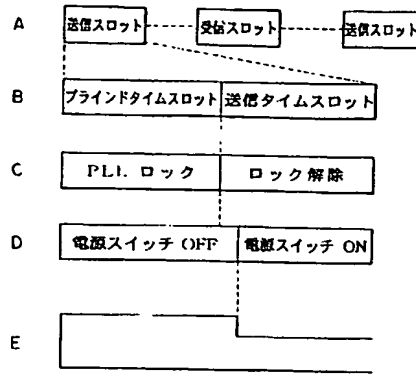 A 送信スロット 受信スロット 送信スロット
B ブラインドタイムスロット 送信タイムスロット
C PLL ロック ロック解除
D 電源スイッチ OFF 電源スイッチ ON
E